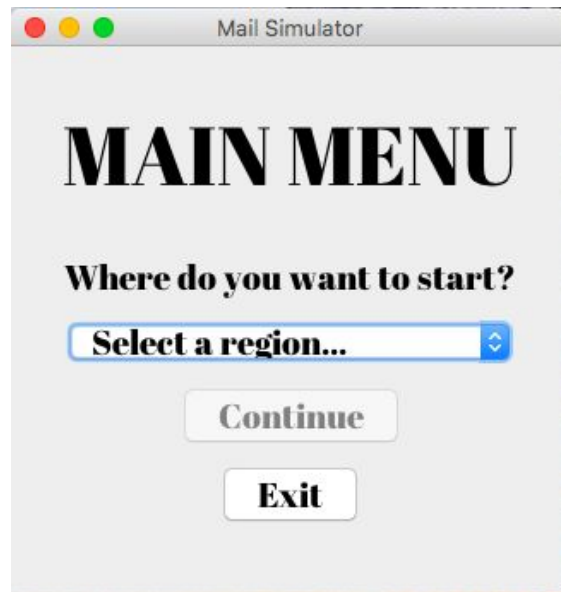 Mail Simulator
MAIN MENU
Where do you want to start?
Select a region...
Continue
Exit